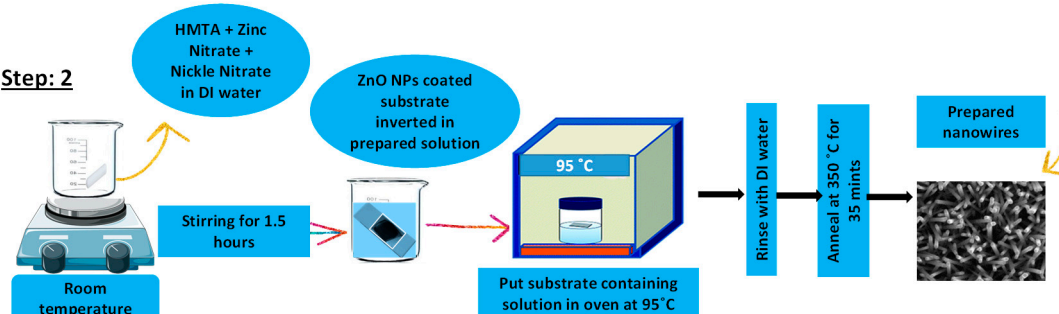 Step: 2
HMTA + Zinc
Nitrate +
Nickle Nitrate
in DI water
Room
temperature
Stirring for 1.5
hours
ZnO NPs coated
substrate
inverted in
prepared solution
95 ˚C
Put substrate containing
solution in oven at 95˚C
Rinse with DI water
Anneal at 350 ˚C for
35 mints
Prepared
nanowires